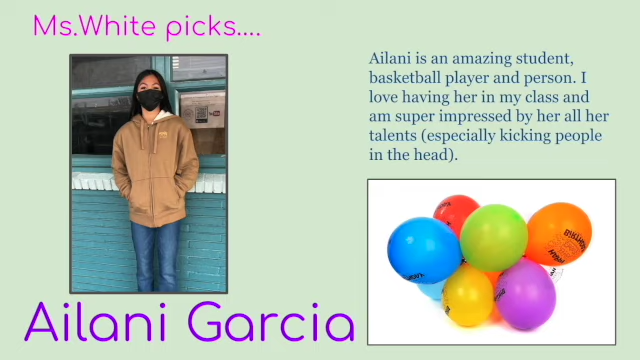 Ms.White picks....
Ailani is an amazing student,
basketball player and person. I
love having her in my class and
am super impressed by her all her
talents (especially kicking people
in the head).
Ailani Garcia